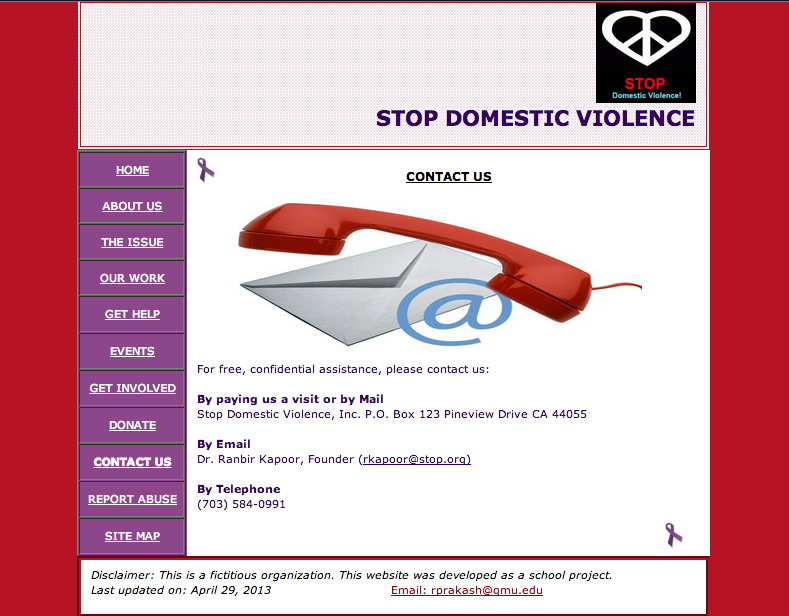 STOP
Domestic Violence!
STOP DOMESTIC VIOLENCE
HOME
ABOUT US
THE ISSUE
OUR WORK
GET HELP
EVENTS
GET INVOLVED
DONATE
CONTACT US
REPORT ABUSE
SITE MAP
CONTACT US
@
For free, confidential assistance, please contact us:
By paying us a visit or by Mail
Stop Domestic Violence, Inc. P.O. Box 123 Pineview Drive CA 44055
By Email
Dr. Ranbir Kapoor, Founder (rkapoor@stop.org)
By Telephone
(703) 584-0991
Disclaimer: This is a fictitious organization. This website was developed as a school project.
Last updated on: April 29, 2013 Email: rprakash@gmu.edu